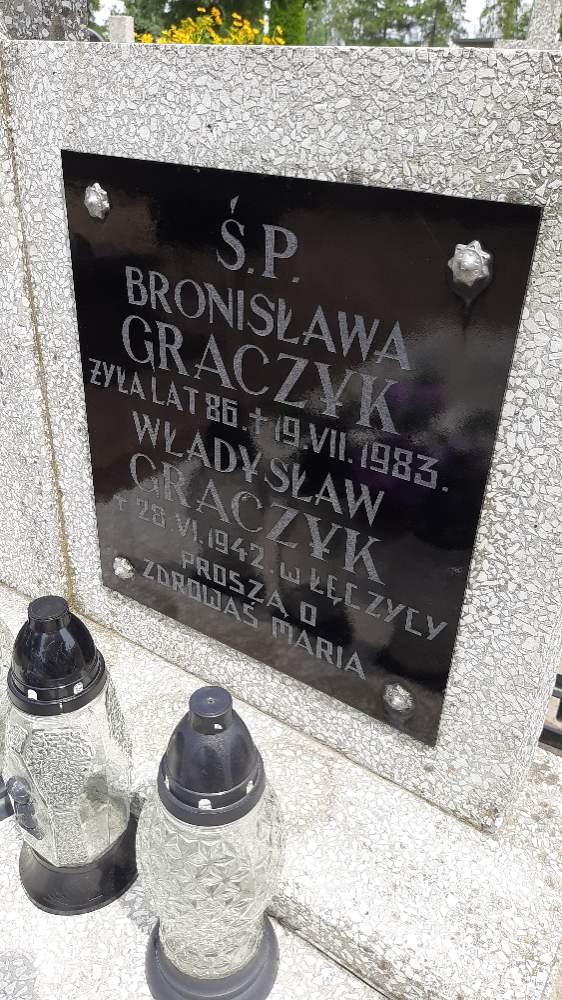 Ś.P.
BRONISŁAWA
GRACZYK
ŻYŁA LAT 86. + 19.VII.1983.
WŁADYSŁAW
GRACZYK
+ 28.VI.1942. W ŁĘCZYCY
PROSZĄ O
ZDROWAŚ MARIA